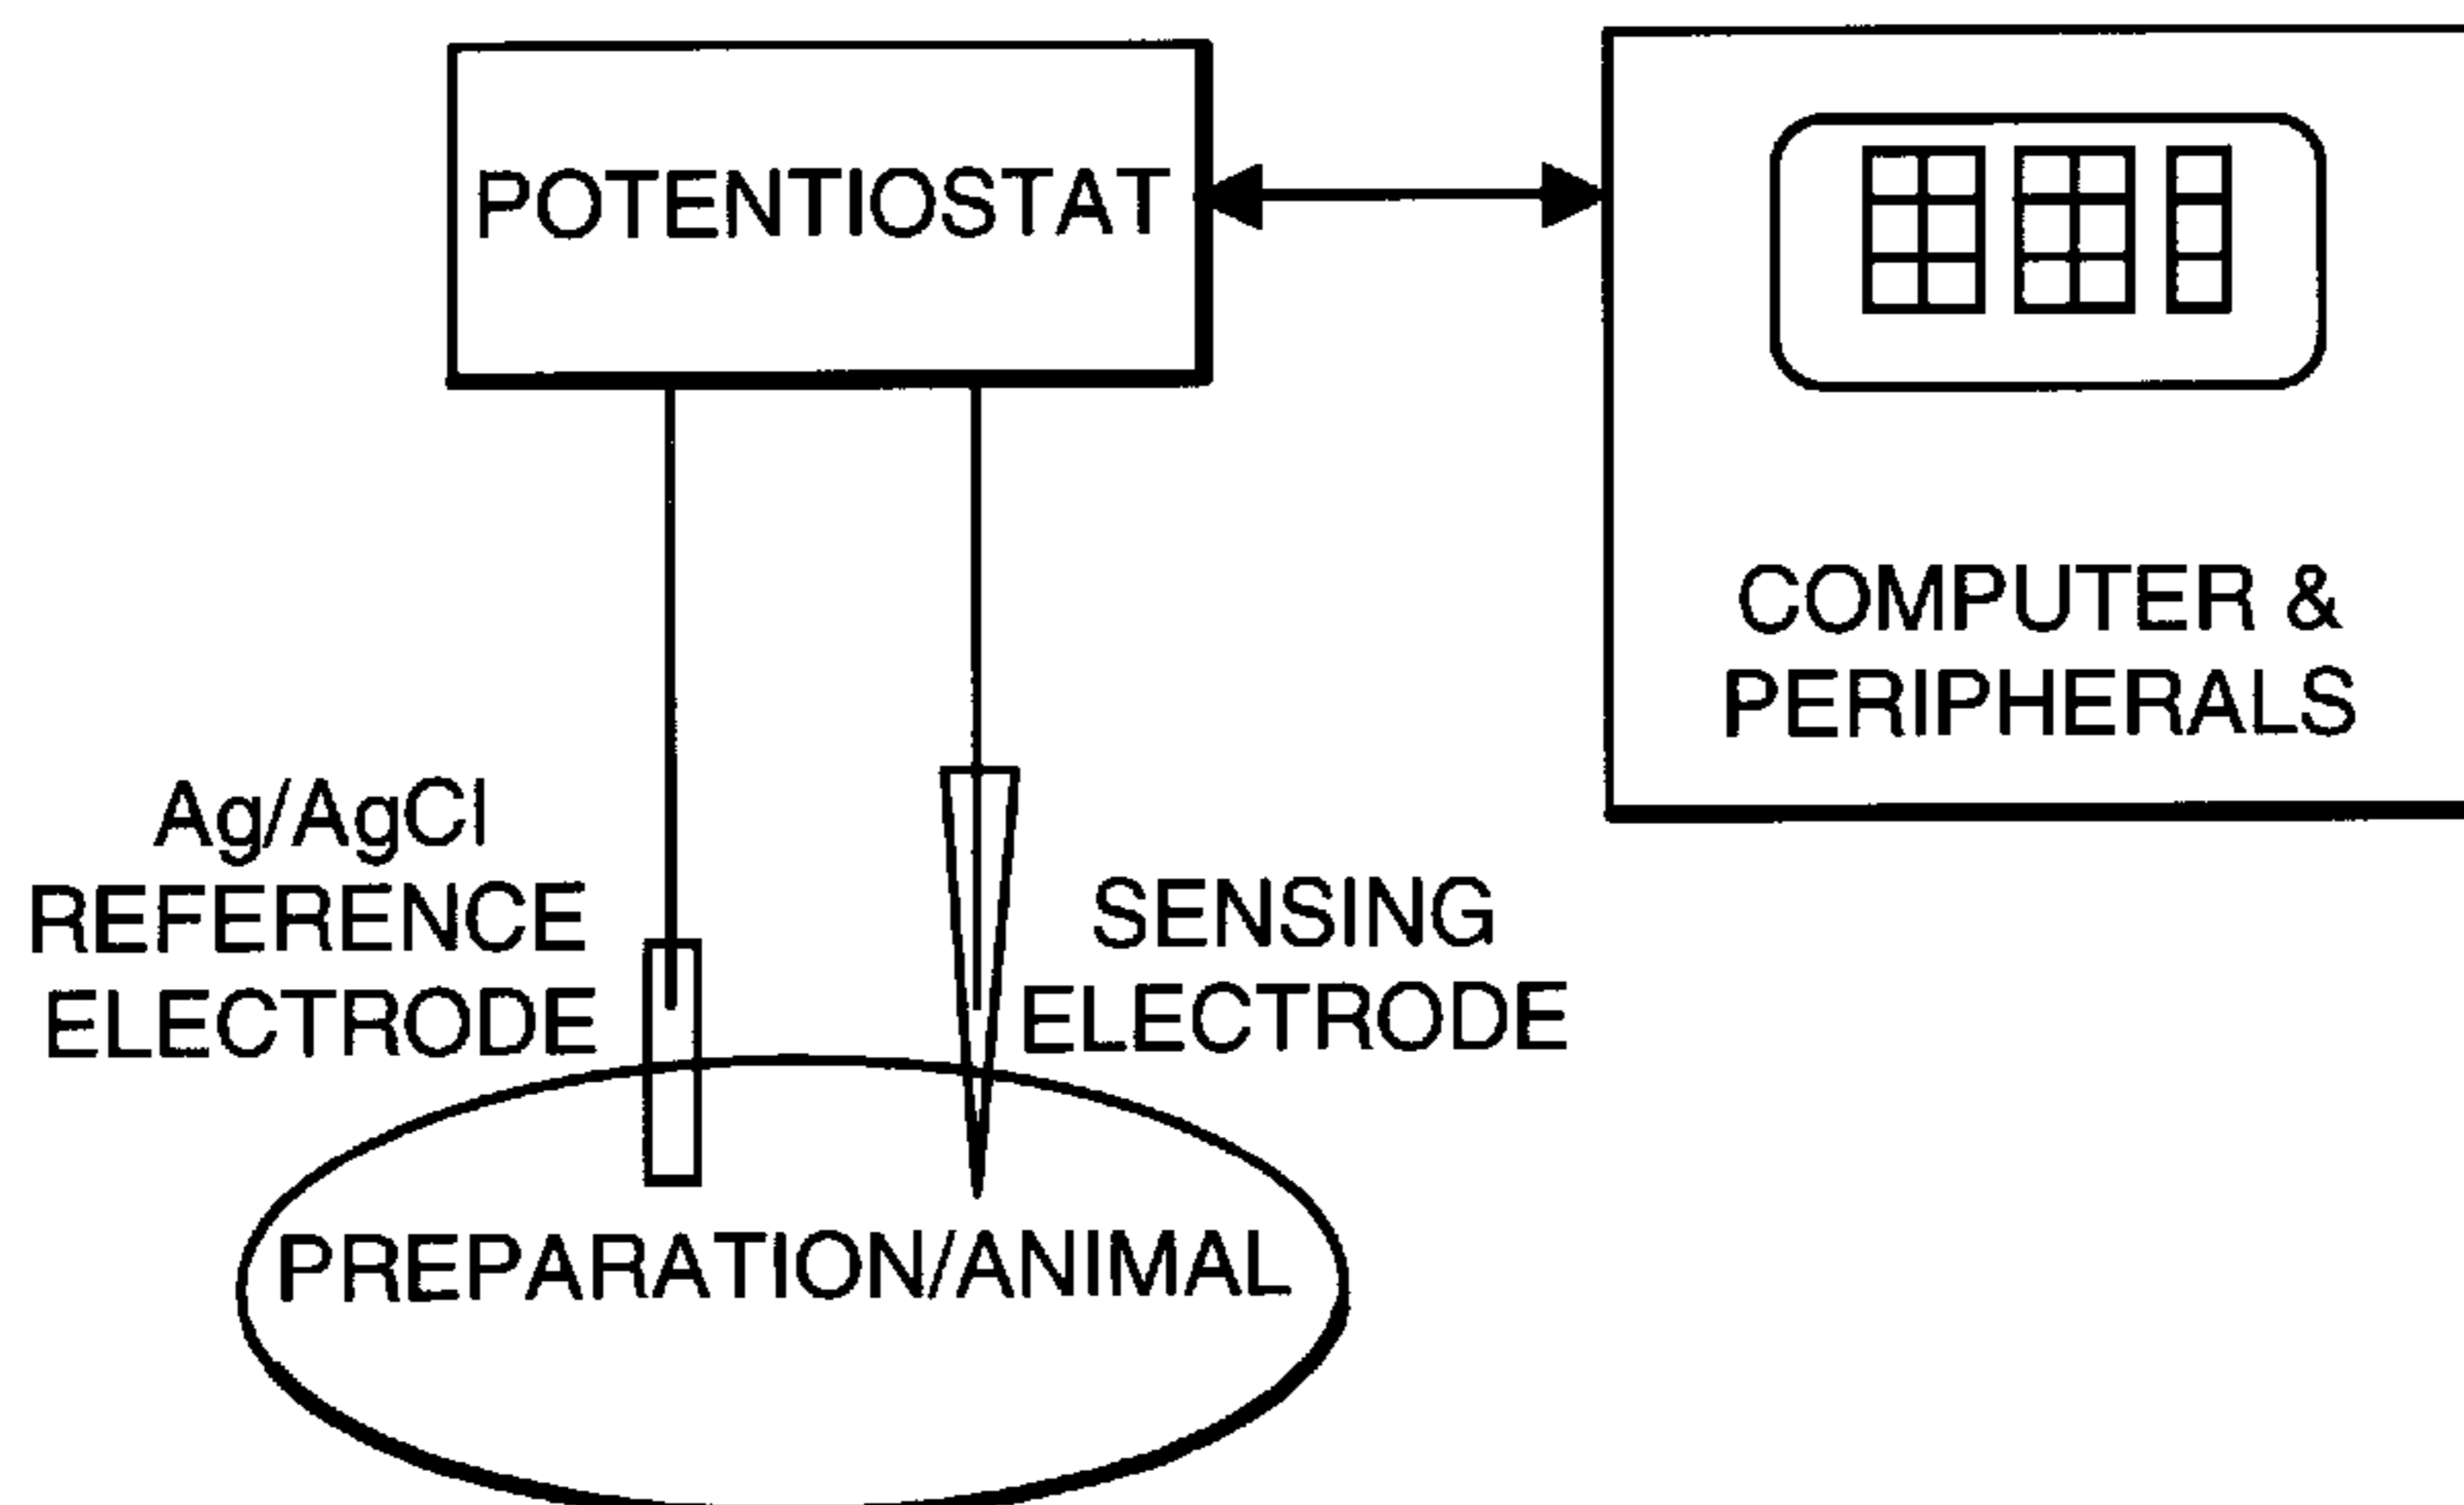 POTENTIOSTAT
COMPUTER &
PERIPHERALS
Ag/AgCl
REFERENCE
ELECTRODE
SENSING
ELECTRODE
PREPARATION/ANIMAL